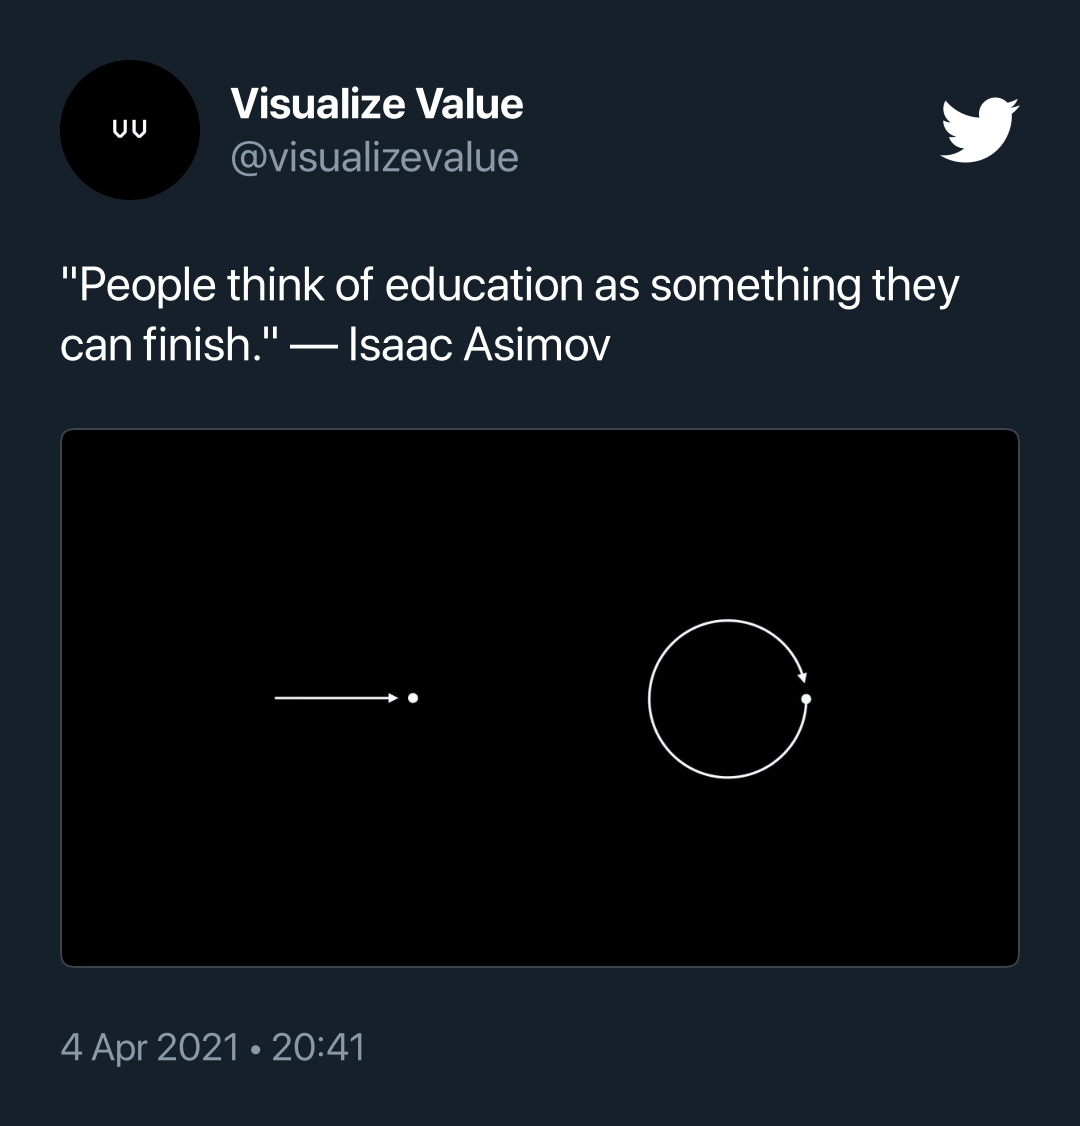 VV
Visualize Value
@visualizevalue
"People think of education as something they
can finish." — Isaac Asimov
4 Apr 2021 • 20:41